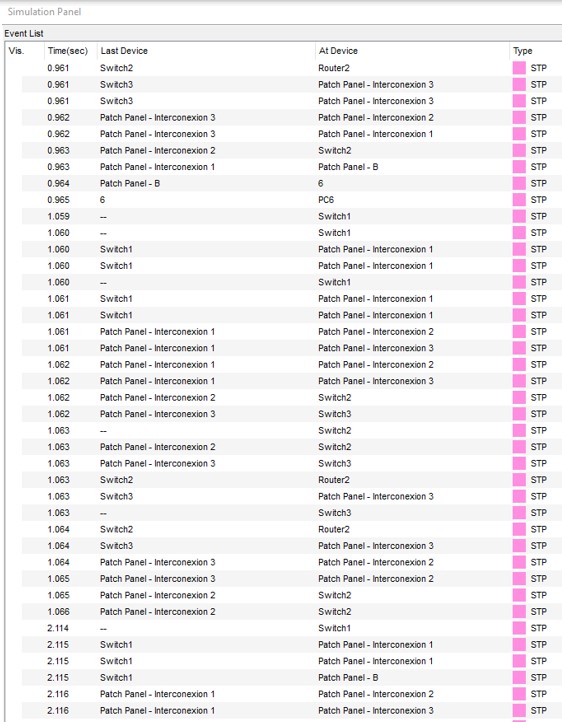 Simulation Panel
Event List
Vis. Time(sec) Last Device At Device Type
0.961 Switch2 Router2 STP
0.961 Switch3 Patch Panel - Interconexion 3 STP
0.961 Switch3 Patch Panel - Interconexion 3 STP
0.962 Patch Panel - Interconexion 3 Patch Panel - Interconexion 2 STP
0.962 Patch Panel - Interconexion 3 Patch Panel - Interconexion 1 STP
0.963 Patch Panel - Interconexion 2 Switch2 STP
0.963 Patch Panel - Interconexion 1 Patch Panel - B STP
0.964 Patch Panel - B 6 STP
0.965 6 PC6 STP
1.059 -- Switch1 STP
1.060 -- Switch1 STP
1.060 Switch1 Patch Panel - Interconexion 1 STP
1.060 Switch1 Patch Panel - Interconexion 1 STP
1.060 -- Switch1 STP
1.061 Switch1 Patch Panel - Interconexion 1 STP
1.061 Switch1 Patch Panel - Interconexion 1 STP
1.061 Patch Panel - Interconexion 1 Patch Panel - Interconexion 2 STP
1.061 Patch Panel - Interconexion 1 Patch Panel - Interconexion 3 STP
1.062 Patch Panel - Interconexion 1 Patch Panel - Interconexion 2 STP
1.062 Patch Panel - Interconexion 1 Patch Panel - Interconexion 3 STP
1.062 Patch Panel - Interconexion 2 Switch2 STP
1.062 Patch Panel - Interconexion 3 Switch3 STP
1.063 -- Switch2 STP
1.063 Patch Panel - Interconexion 2 Switch2 STP
1.063 Patch Panel - Interconexion 3 Switch3 STP
1.063 Switch2 Router2 STP
1.063 Switch3 Patch Panel - Interconexion 3 STP
1.063 -- Switch3 STP
1.064 Switch2 Router2 STP
1.064 Switch3 Patch Panel - Interconexion 3 STP
1.064 Patch Panel - Interconexion 3 Patch Panel - Interconexion 2 STP
1.065 Patch Panel - Interconexion 3 Patch Panel - Interconexion 2 STP
1.065 Patch Panel - Interconexion 2 Switch2 STP
1.066 Patch Panel - Interconexion 2 Switch2 STP
2.114 -- Switch1 STP
2.115 Switch1 Patch Panel - Interconexion 1 STP
2.115 Switch1 Patch Panel - Interconexion 1 STP
2.115 Switch1 Patch Panel - B STP
2.116 Patch Panel - Interconexion 1 Patch Panel - Interconexion 2 STP
2.116 Patch Panel - Interconexion 1 Patch Panel - Interconexion 3 STP